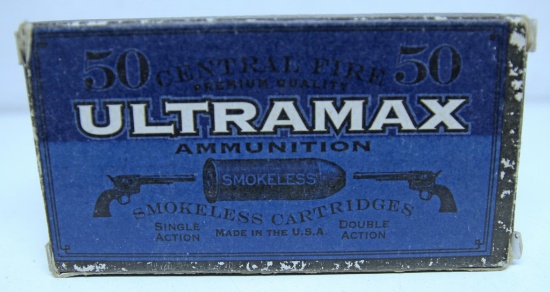 50 CENTRAL FIRE 50
PREMIUM QUALITY
ULTRAMAX
AMMUNITION
SMOKELESS
SMOKELESS CARTRIDGES
SINGLE ACTION MADE IN THE U.S.A. DOUBLE ACTION